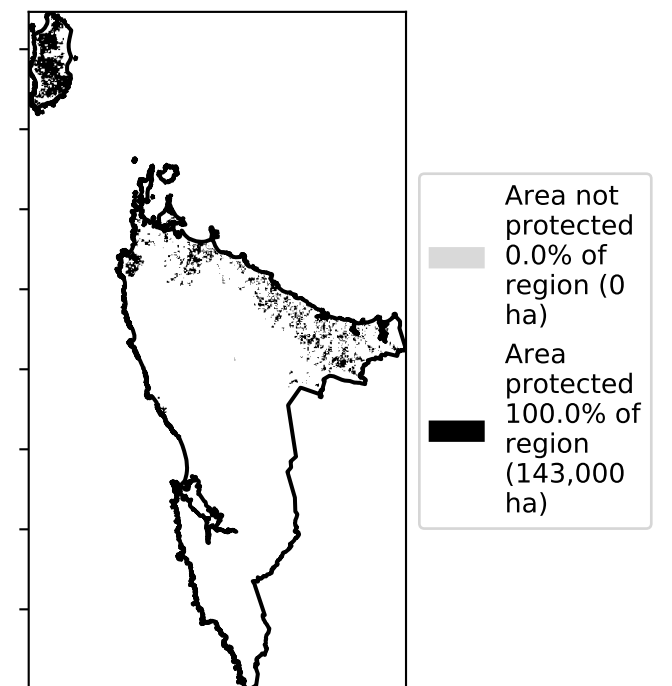 Area not
protected
0.0% of
region (0
ha)
Area
protected
100.0% of
region
(143,000
ha)